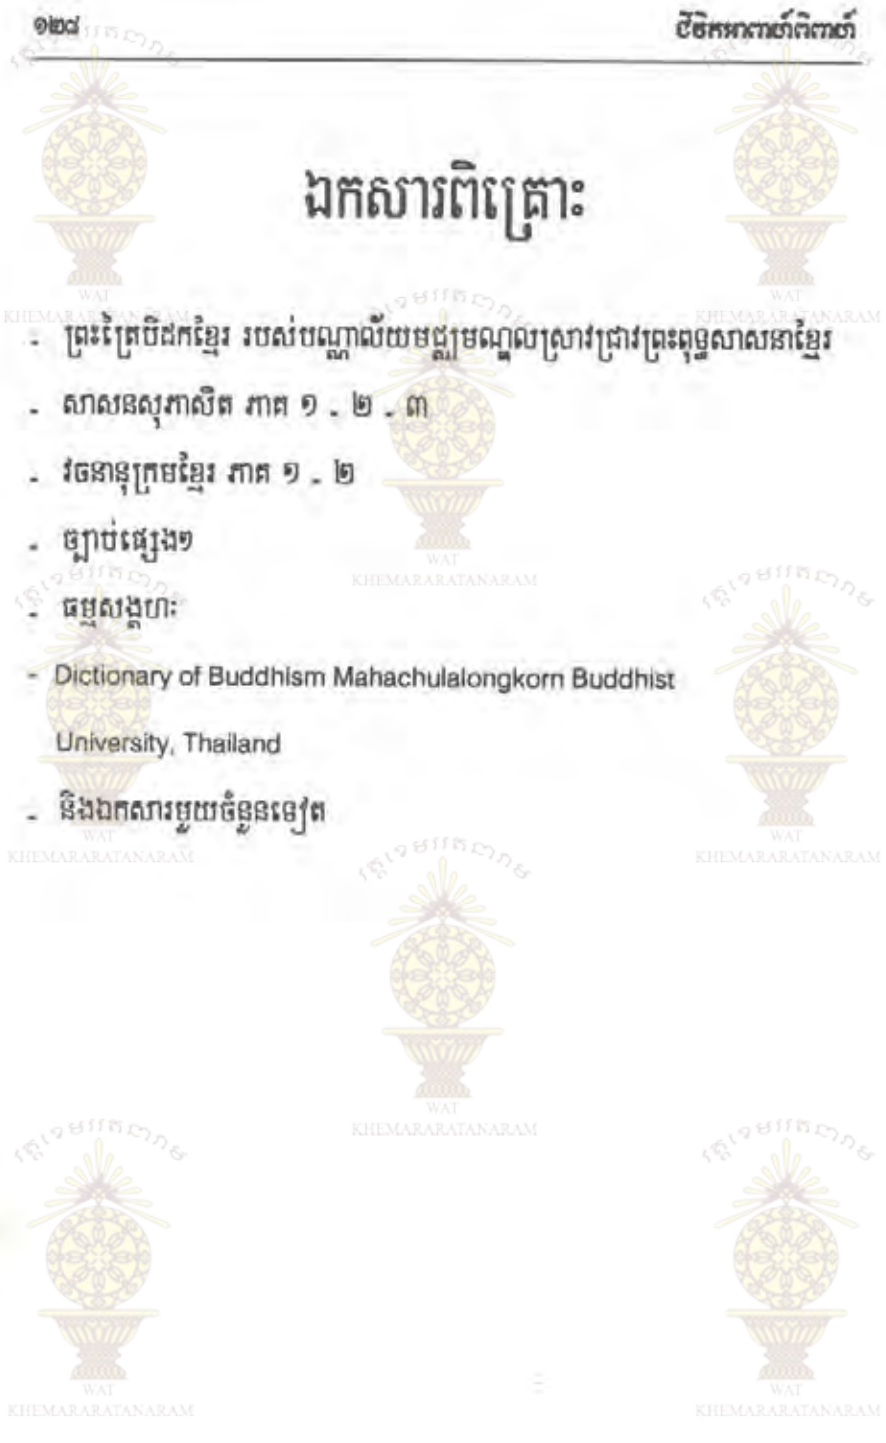 ១២៨ ជីវិតអាពាហ៍ពិពាហ៍
ឯកសារពិគ្រោះ
- ព្រះត្រៃបិដកខ្មែរ របស់បណ្ណាល័យមជ្ឈមណ្ឌលស្រាវជ្រាវព្រះពុទ្ធសាសនាខ្មែរ
- សាសនសុភាសិត ភាគ ១ - ២ - ៣
- វចនានុក្រមខ្មែរ ភាគ ១ - ២
- ច្បាប់ផ្សេងៗ
- ធម្មសង្គហៈ
- Dictionary of Buddhism Mahachulalongkorn Buddhist
University, Thailand
- និងឯកសារមួយចំនួនទៀត
WAT
KHEMARARATANARAM
WAT
KHEMARARATANARAM
WAT
KHEMARARATANARAM
WAT
KHEMARARATANARAM
WAT
KHEMARARATANARAM
WAT
KHEMARARATANARAM
WAT
KHEMARARATANARAM
WAT
KHEMARARATANARAM